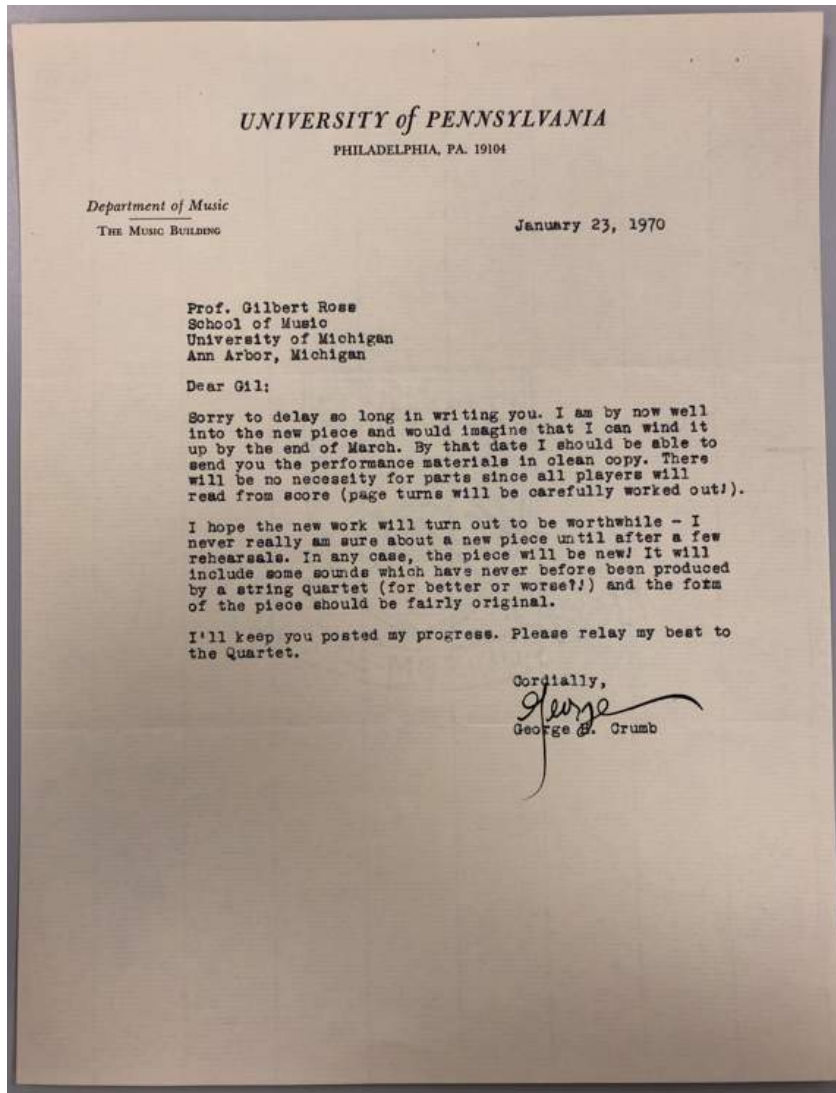 UNIVERSITY of PENNSYLVANIA
PHILADELPHIA, PA. 19104
Department of Music
THE MUSIC BUILDING
January 23, 1970
Prof. Gilbert Ross
School of Music
University of Michigan
Ann Arbor, Michigan
Dear Gil:
Sorry to delay so long in writing you. I am by now well
into the new piece and would imagine that I can wind it
up by the end of March. By that date I should be able to
send you the performance materials in clean copy. There
will be no necessity for parts since all players will
read from score (page turns will be carefully worked out!).
I hope the new work will turn out to be worthwhile - I
never really am sure about a new piece until after a few
rehearsals. In any case, the piece will be new! It will
include some sounds which have never before been produced
by a string quartet (for better or worse?!) and the form
of the piece should be fairly original.
I'll keep you posted my progress. Please relay my best to
the Quartet.
Cordially,
George
George H. Crumb